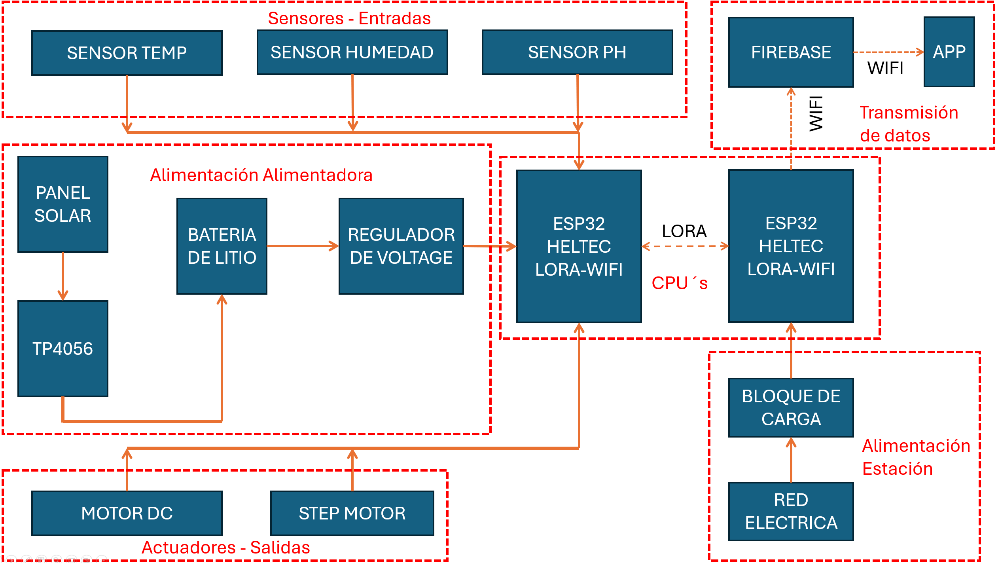 Sensores - Entradas
SENSOR TEMP
SENSOR HUMEDAD
SENSOR PH
FIREBASE
WIFI
APP
WIFI
Transmisión
de datos
Alimentación Alimentadora
PANEL
SOLAR
TP4056
BATERIA
DE LITIO
REGULADOR
DE VOLTAGE
ESP32
HELTEC
LORA-WIFI
LORA
CPU´s
ESP32
HELTEC
LORA-WIFI
BLOQUE DE
CARGA
RED
ELECTRICA
Alimentación
Estación
MOTOR DC
STEP MOTOR
Actuadores - Salidas